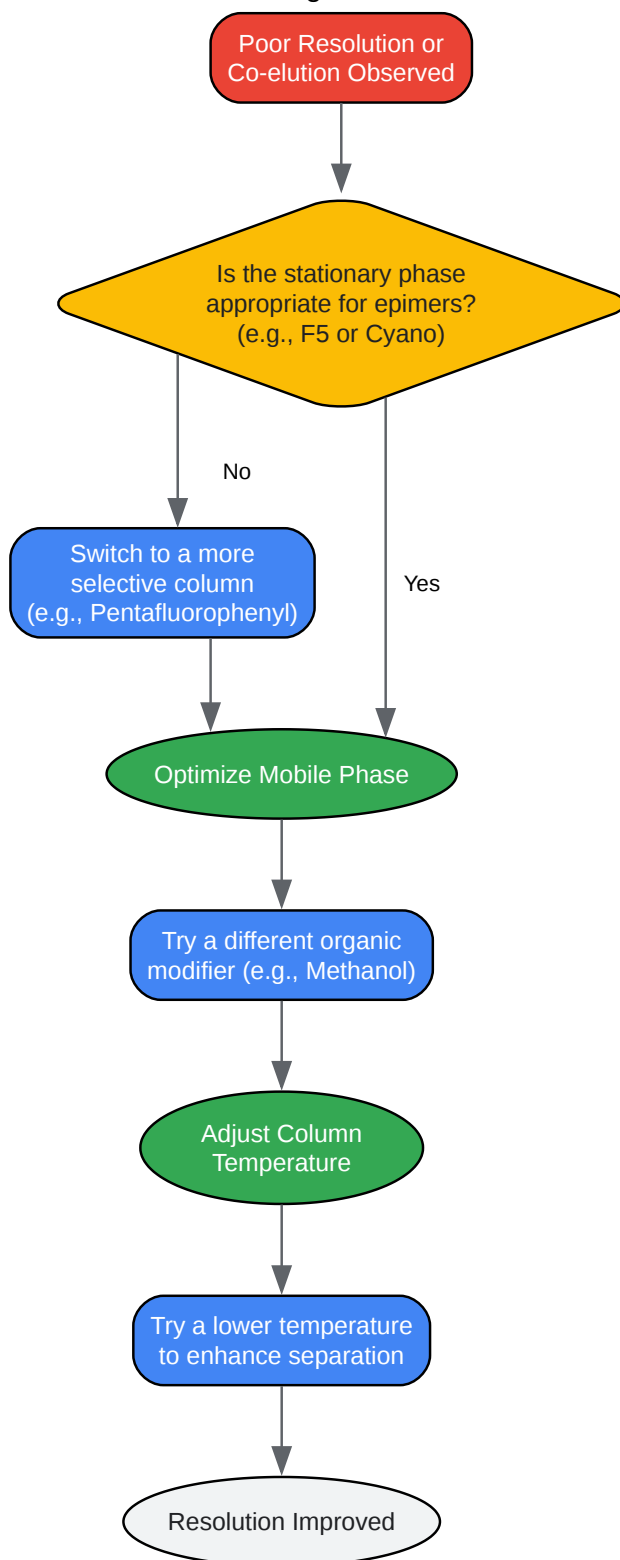 Poor Resolution or
Co-elution Observed
Is the stationary phase
appropriate for epimers?
(e.g., F5 or Cyano)
No
Switch to a more
selective column
(e.g., Pentafluorophenyl)
Yes
Optimize Mobile Phase
Try a different organic
modifier (e.g., Methanol)
Adjust Column
Temperature
Try a lower temperature
to enhance separation
Resolution Improved